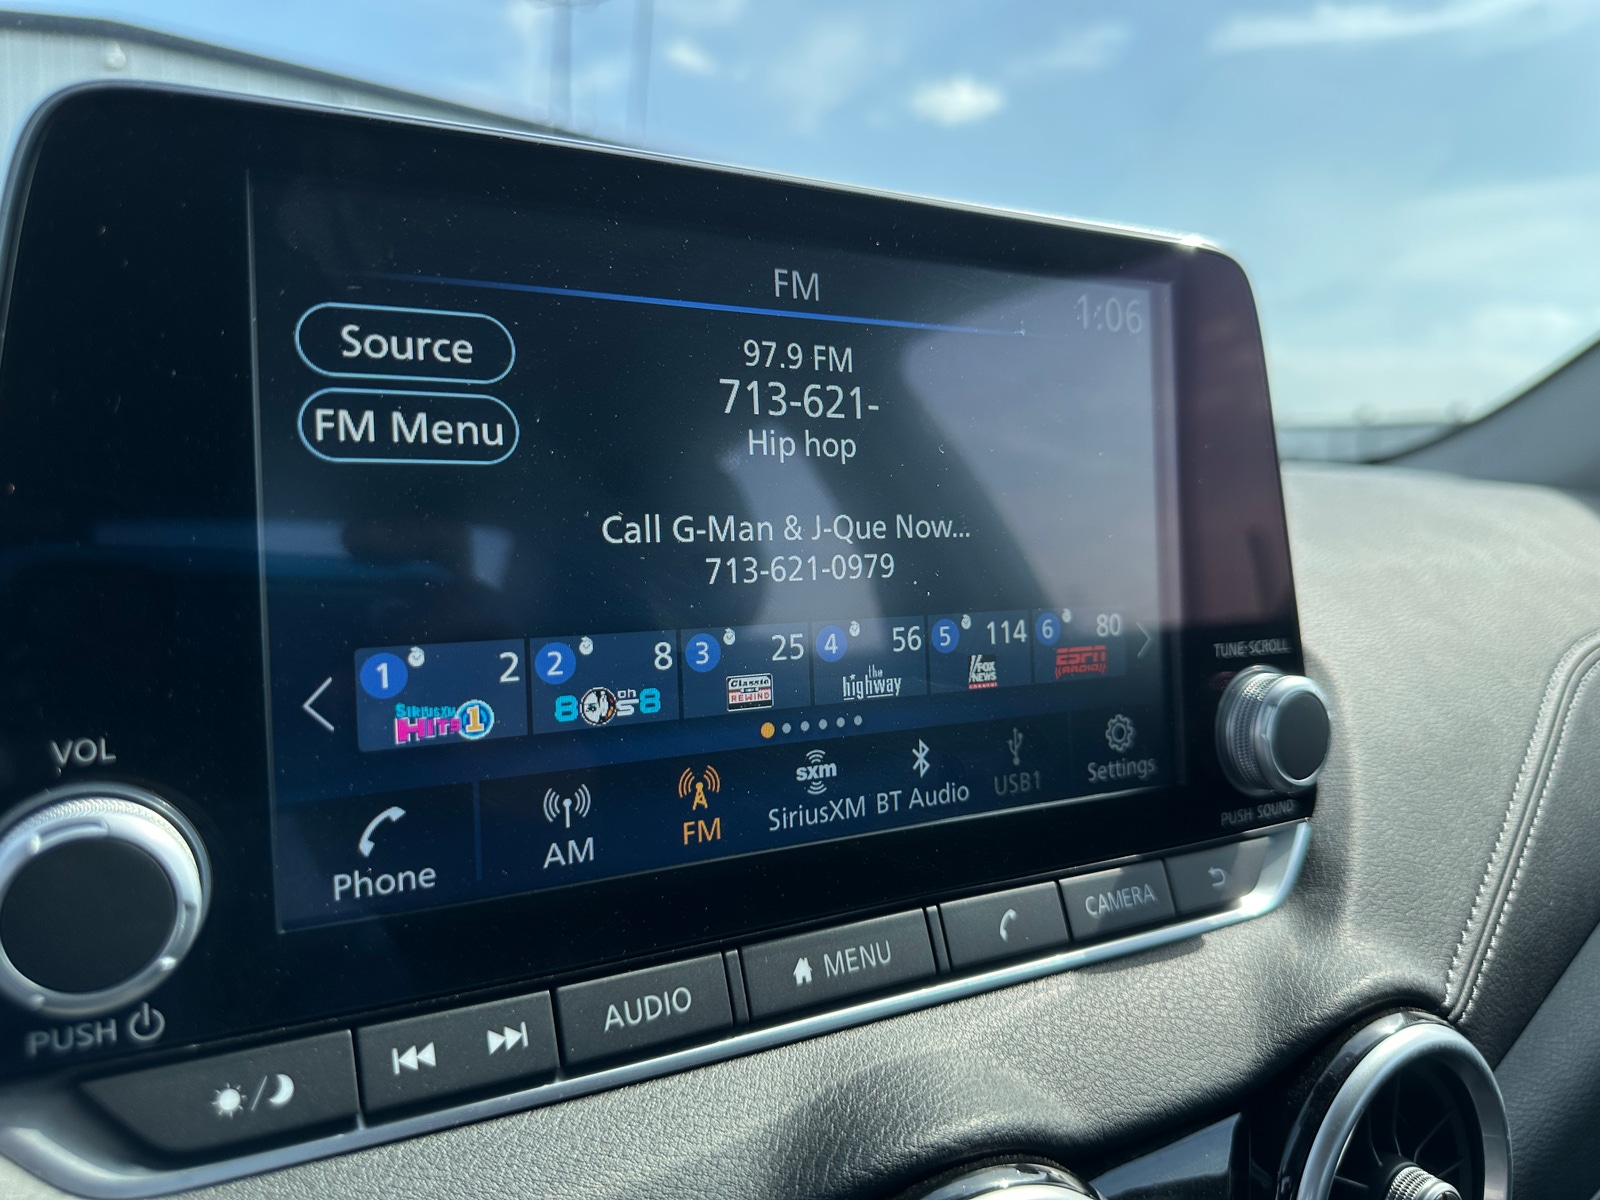 FM
1:06
Source
FM Menu
97.9 FM
713-621-
Hip hop
Call G-Man & J-Que Now...
713-621-0979
1 2
SiriusXM
Hits 1
2 8
80s on 8
3 25
Classic
REWIND
4 56
the
highway
5 114
FOX
NEWS
channel
6 80
ESPN
RADIO
Phone
AM
FM
sxm
SiriusXM
BT Audio
USB1
Settings
VOL
PUSH
TUNE·SCROLL
PUSH SOUND
AUDIO
MENU
CAMERA